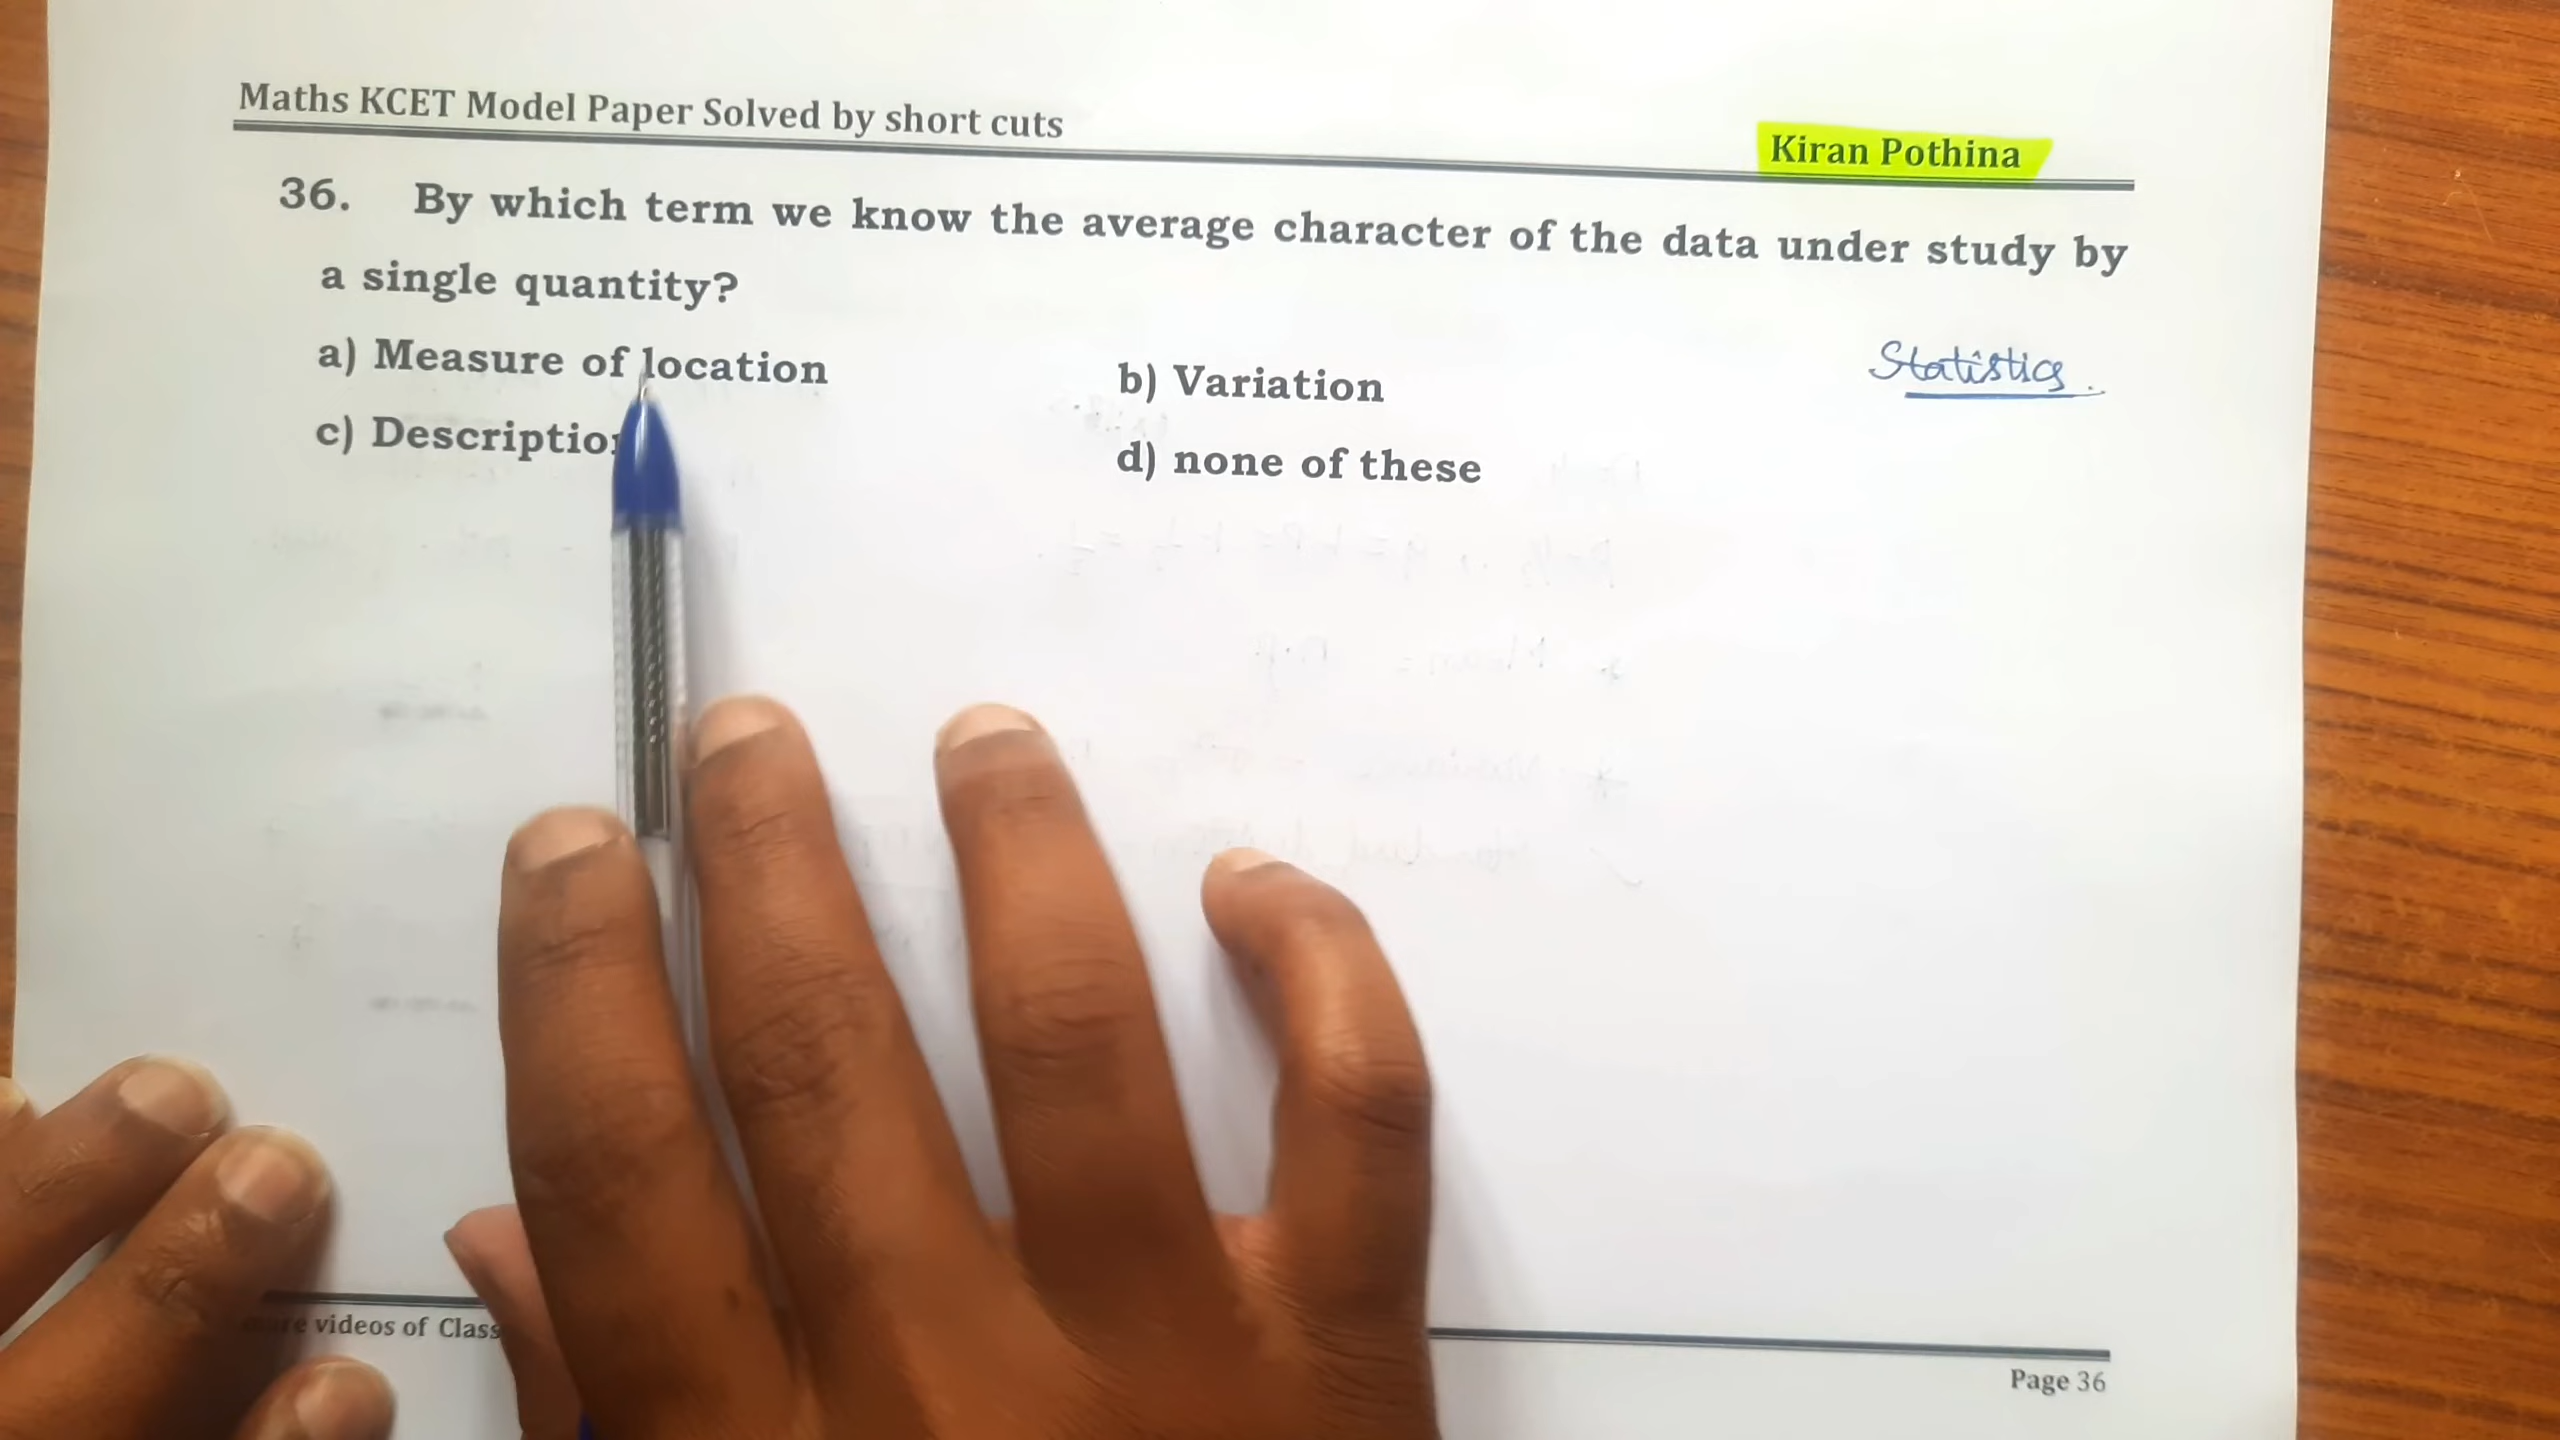 Maths KCET Model Paper Solved by short cuts
Kiran Pothina
36. By which term we know the average character of the data under study by
a single quantity?
a) Measure of location
b) Variation
Statistics
c)
d) none of these
videos of
Page 36